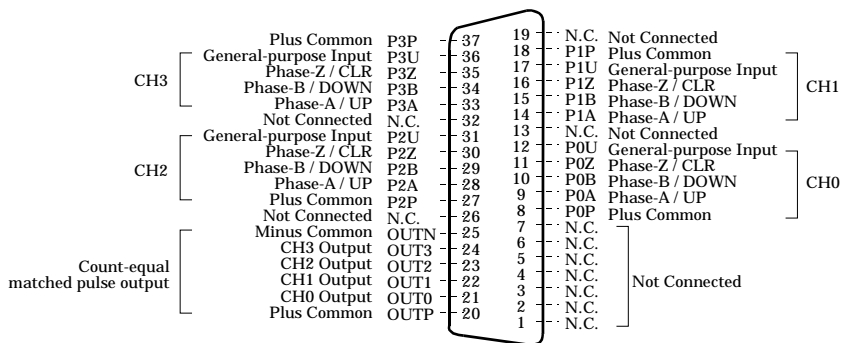 Plus Common P3P 37
General-purpose Input P3U 36
Phase-Z / CLR P3Z 35
Phase-B / DOWN P3B 34
Phase-A / UP P3A 33
CH3
Not Connected N.C. 32
General-purpose Input P2U 31
Phase-Z / CLR P2Z 30
Phase-B / DOWN P2B 29
Phase-A / UP P2A 28
Plus Common P2P 27
CH2
Not Connected N.C. 26
Minus Common OUTN 25
CH3 Output OUT3 24
CH2 Output OUT2 23
CH1 Output OUT1 22
CH0 Output OUT0 21
Plus Common OUTP 20
Count-equal
matched pulse output
19 N.C. Not Connected
18 P1P Plus Common
17 P1U General-purpose Input
16 P1Z Phase-Z / CLR
15 P1B Phase-B / DOWN
14 P1A Phase-A / UP
CH1
13 N.C. Not Connected
12 P0U General-purpose Input
11 P0Z Phase-Z / CLR
10 P0B Phase-B / DOWN
9 P0A Phase-A / UP
8 P0P Plus Common
CH0
7 N.C.
6 N.C.
5 N.C.
4 N.C.
3 N.C.
2 N.C.
1 N.C.
Not Connected